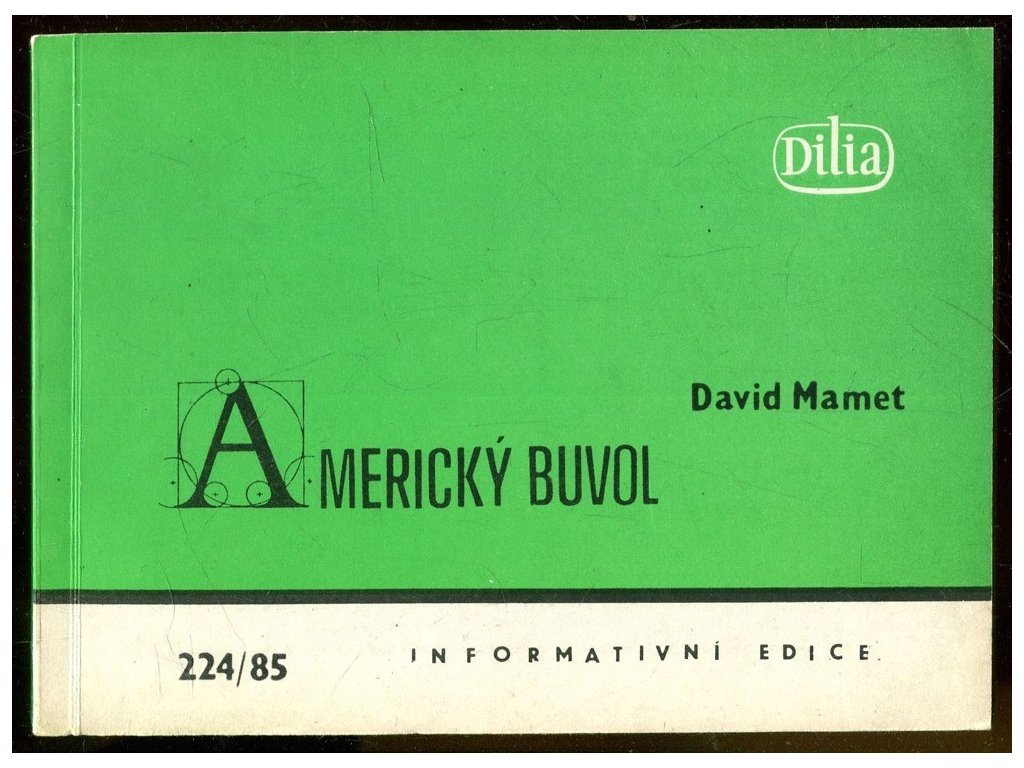 Dilia
David Mamet
AMERICKÝ BUVOL
224/85
INFORMATIVNÍ EDICE